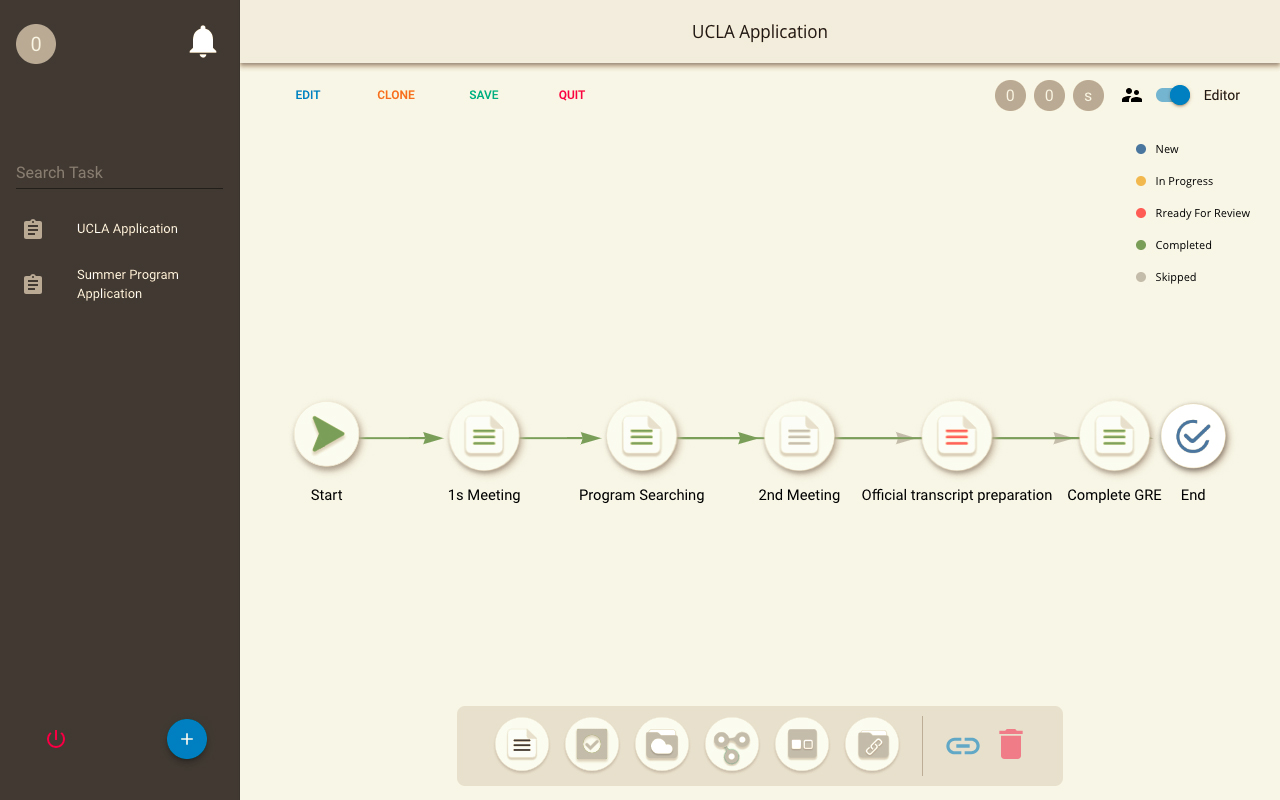 0
UCLA Application
EDIT
CLONE
SAVE
QUIT
0
0
s
Editor
New
In Progress
Rready For Review
Completed
Skipped
Search Task
UCLA Application
Summer Program
Application
Start
1s Meeting
Program Searching
2nd Meeting
Official transcript preparation
Complete GRE
End